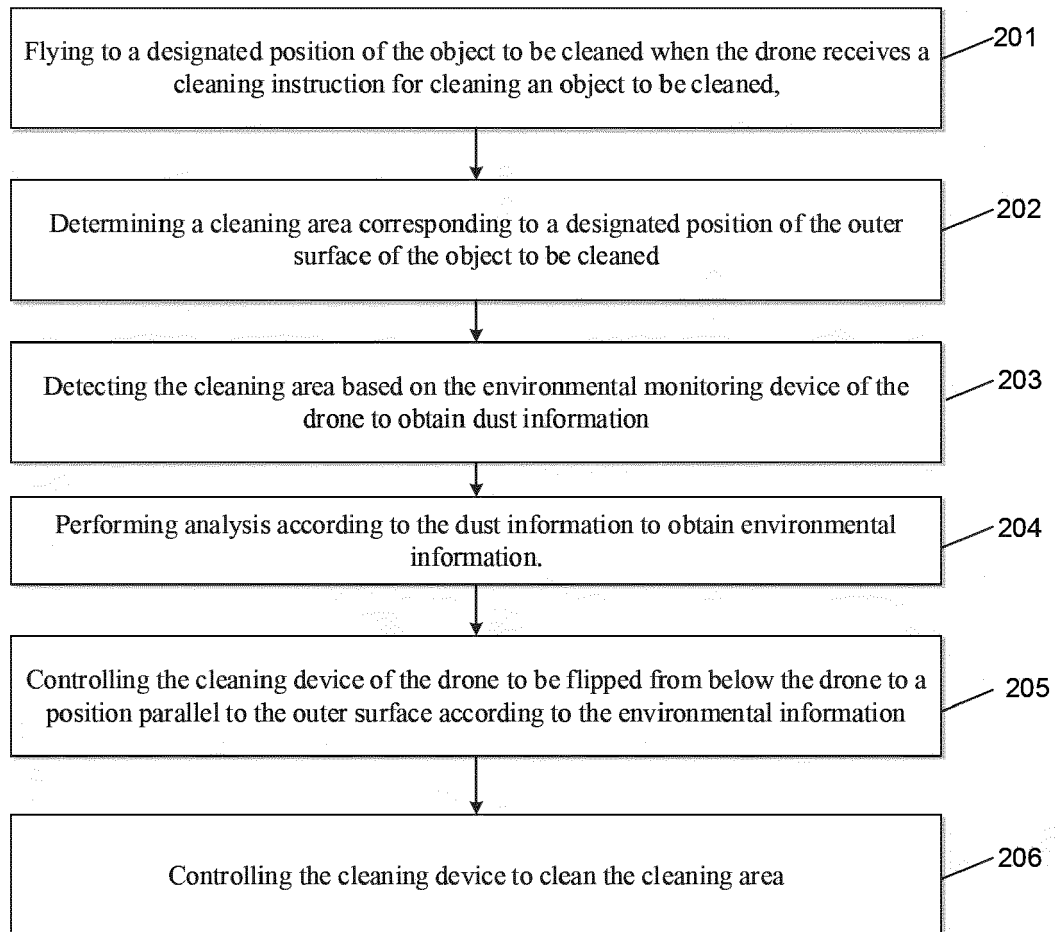 Flying to a designated position of the object to be cleaned when the drone receives a
cleaning instruction for cleaning an object to be cleaned,
201
Determining a cleaning area corresponding to a designated position of the outer
surface of the object to be cleaned
202
Detecting the cleaning area based on the environmental monitoring device of the
drone to obtain dust information
203
Performing analysis according to the dust information to obtain environmental
information.
204
Controlling the cleaning device of the drone to be flipped from below the drone to a
position parallel to the outer surface according to the environmental information
205
Controlling the cleaning device to clean the cleaning area
206